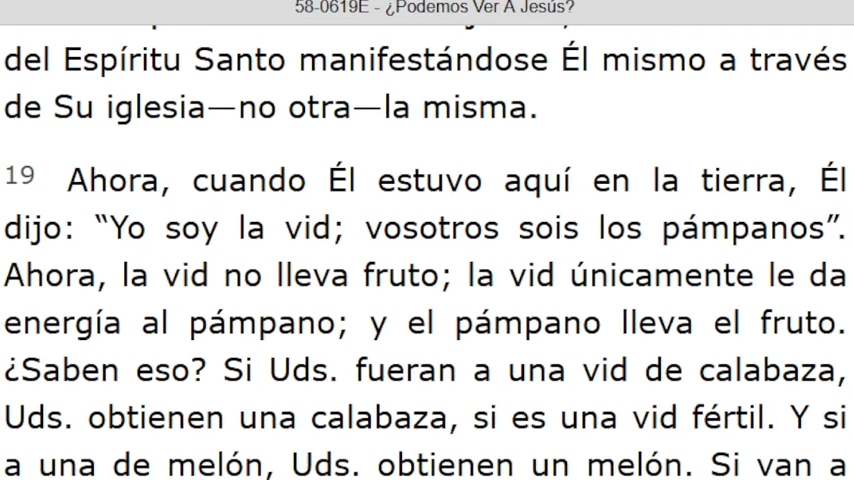 58-0619E - ¿Podemos Ver A Jesús?
del Espíritu Santo manifestándose Él mismo a través
de Su iglesia—no otra—la misma.
19 Ahora, cuando Él estuvo aquí en la tierra, Él
dijo: “Yo soy la vid; vosotros sois los pámpanos”.
Ahora, la vid no lleva fruto; la vid únicamente le da
energía al pámpano; y el pámpano lleva el fruto.
¿Saben eso? Si Uds. fueran a una vid de calabaza,
Uds. obtienen una calabaza, si es una vid fértil. Y si
a una de melón, Uds. obtienen un melón. Si van a